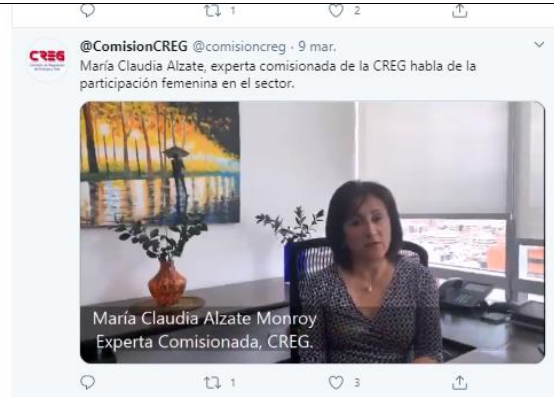 1
2
@ComisionCREG @comisioncreg · 9 mar.
María Claudia Alzate, experta comisionada de la CREG habla de la
participación femenina en el sector.
CREG
María Claudia Alzate Monroy
Experta Comisionada, CREG.
1
3